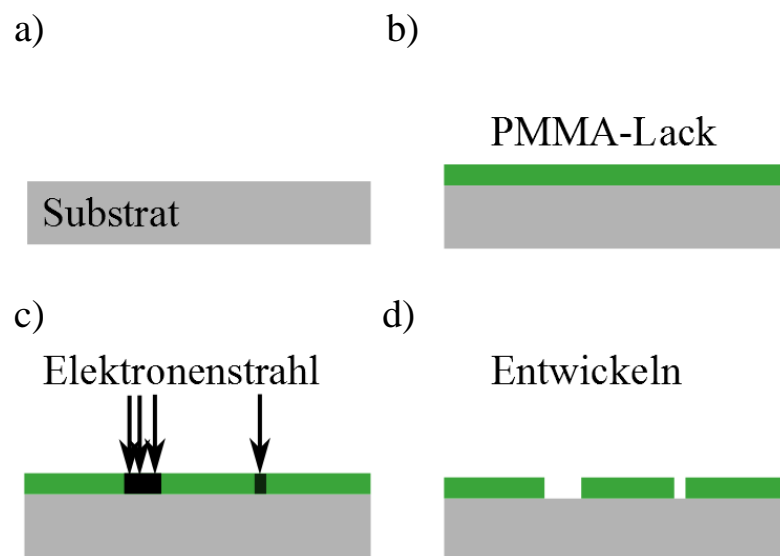 a)
Substrat
b)
PMMA-Lack
c)
Elektronenstrahl
d)
Entwickeln